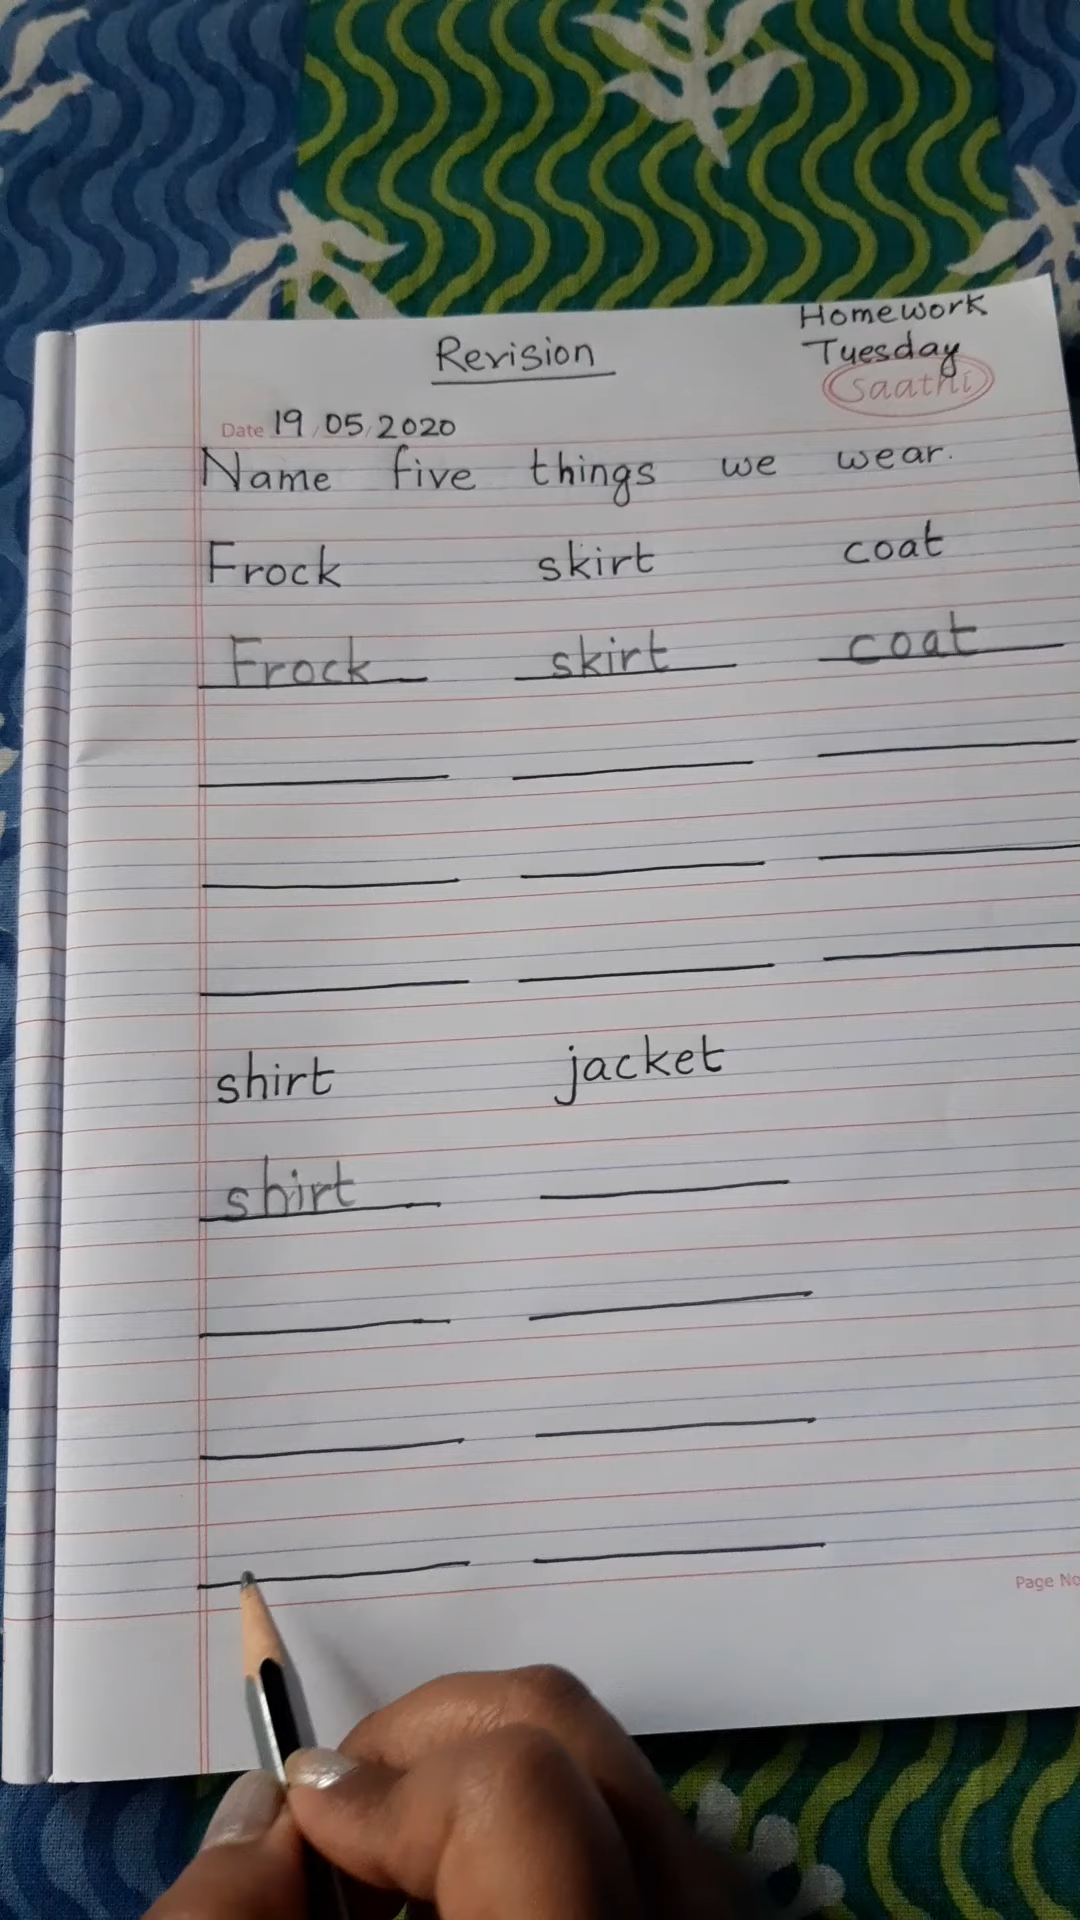 Homework
Revision Tuesday
saathi
Date 19/05/2020
Name five things we wear.
Frock skirt coat
Frock skirt coat
shirt jacket
shirt
Page No